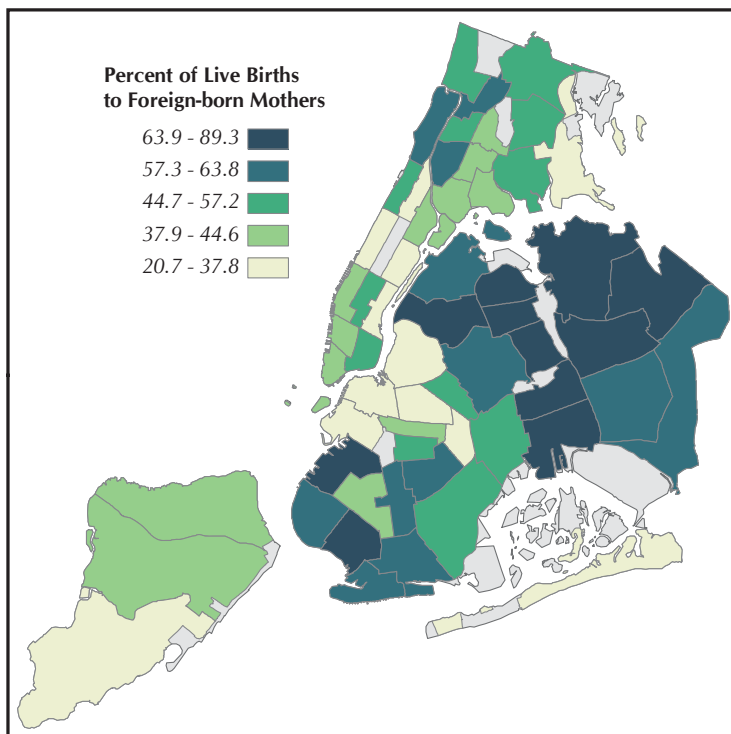 Percent of Live Births
to Foreign-born Mothers
63.9 - 89.3
57.3 - 63.8
44.7 - 57.2
37.9 - 44.6
20.7 - 37.8